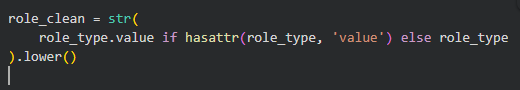 role_clean = str(
    role_type.value if hasattr(role_type, 'value') else role_type
).lower()